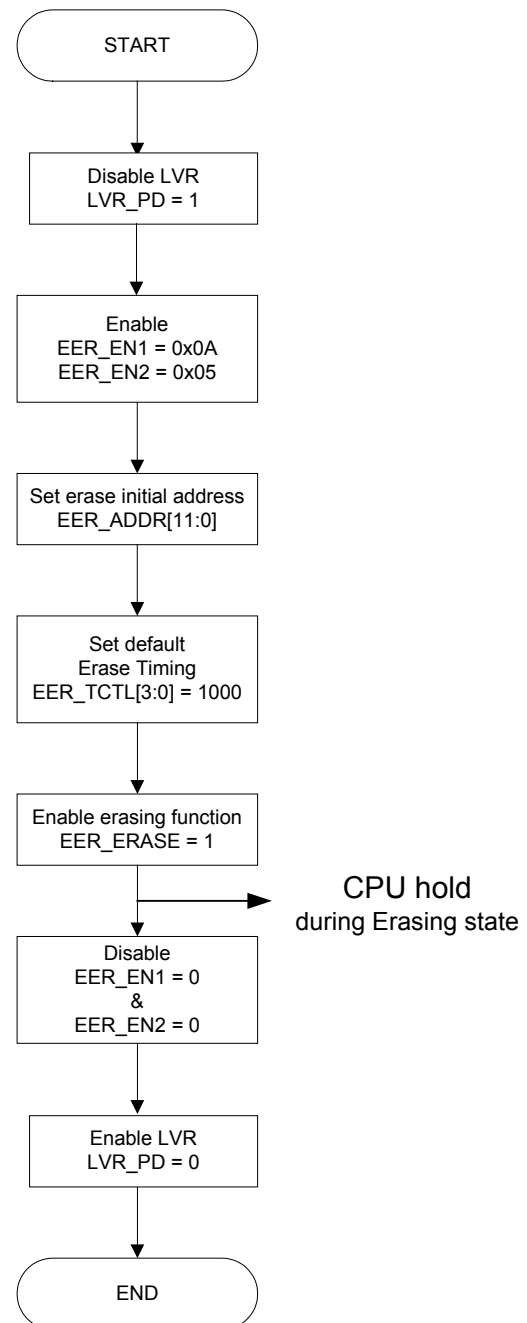 START
Disable LVR
LVR_PD = 1
Enable
EER_EN1 = 0x0A
EER_EN2 = 0x05
Set erase initial address
EER_ADDR[11:0]
Set default
Erase Timing
EER_TCTL[3:0] = 1000
Enable erasing function
EER_ERASE = 1
CPU hold
during Erasing state
Disable
EER_EN1 = 0
&
EER_EN2 = 0
Enable LVR
LVR_PD = 0
END